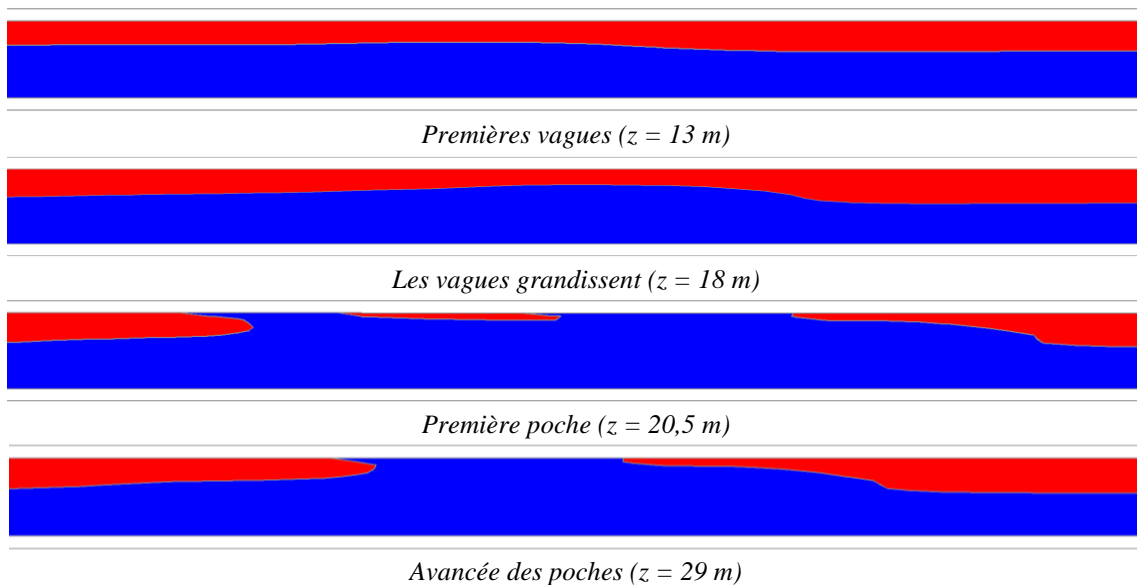 Premières vagues (z = 13 m)
Les vagues grandissent (z = 18 m)
Première poche (z = 20,5 m)
Avancée des poches (z = 29 m)